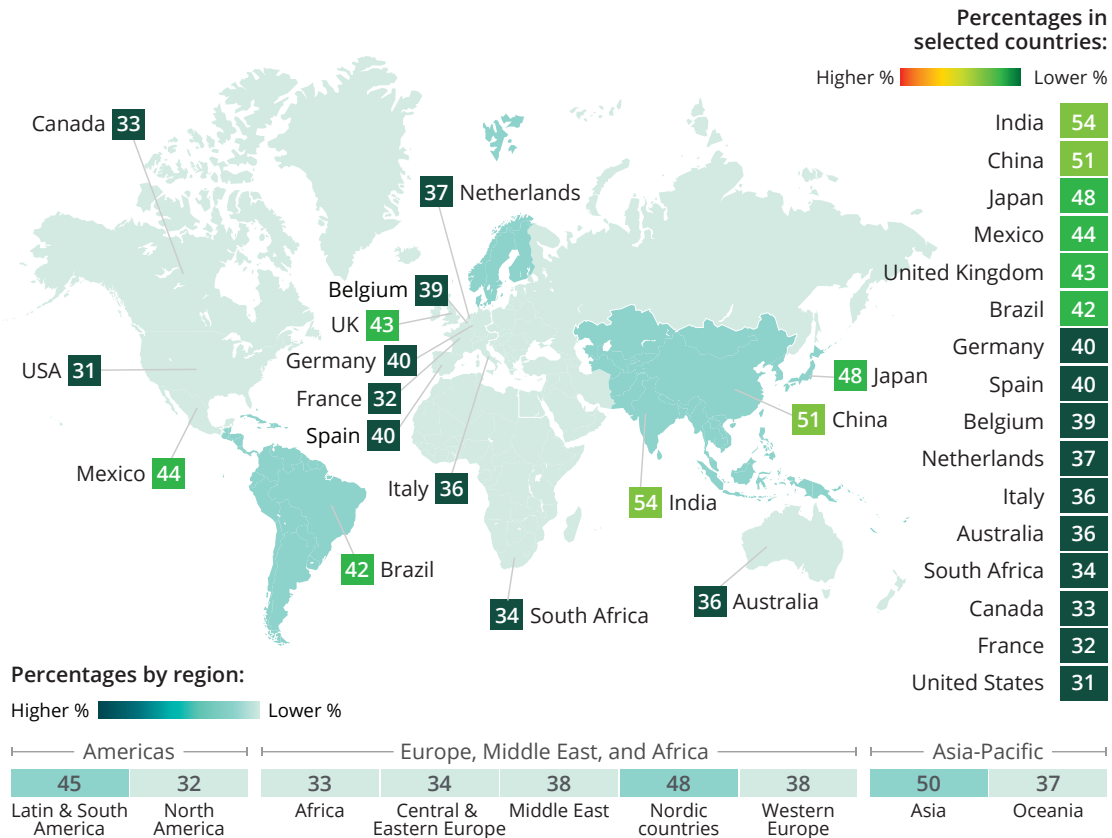 Percentages in
selected countries:
Higher % Lower %
Canada 33
37 Netherlands
Belgium 39
UK 43
Germany 40
USA 31
France 32
Spain 40
Mexico 44
Italy 36
48 Japan
51 China
54 India
42 Brazil
34 South Africa
36 Australia
India 54
China 51
Japan 48
Mexico 44
United Kingdom 43
Brazil 42
Germany 40
Spain 40
Belgium 39
Netherlands 37
Italy 36
Australia 36
South Africa 34
Canada 33
France 32
United States 31
Percentages by region:
Higher % Lower %
Americas
45 32
Latin & South
America
North
America
Europe, Middle East, and Africa
33 34 38 48 38
Africa
Central &
Eastern Europe
Middle East
Nordic
countries
Western
Europe
Asia-Pacific
50 37
Asia Oceania